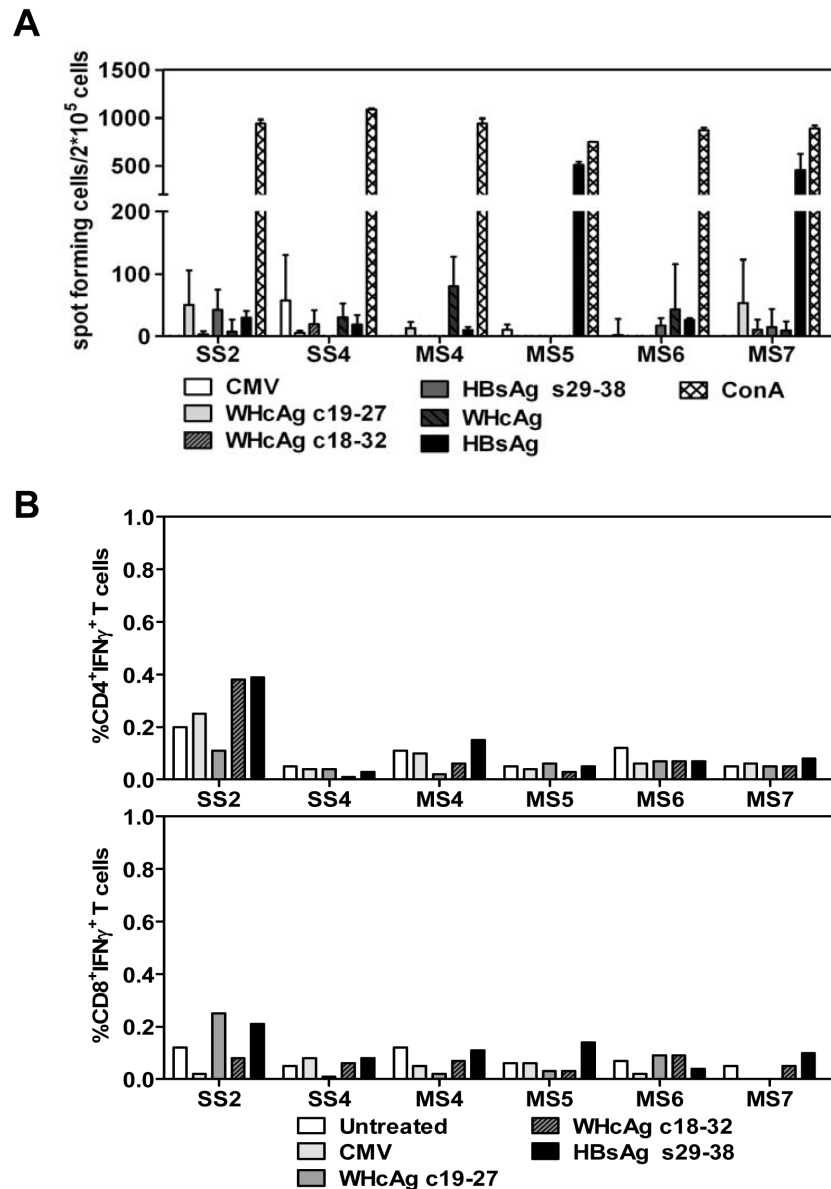 A
spot forming cells/2*10⁵ cells
1500
1000
500
200
100
0
SS2 SS4 MS4 MS5 MS6 MS7
CMV HBsAg s29-38 ConA
WHcAg c19-27 WHcAg
WHcAg c18-32 HBsAg
B
%CD4⁺IFNγ⁺ T cells
1.0
0.8
0.6
0.4
0.2
0.0
SS2 SS4 MS4 MS5 MS6 MS7
%CD8⁺IFNγ⁺ T cells
1.0
0.8
0.6
0.4
0.2
0.0
SS2 SS4 MS4 MS5 MS6 MS7
Untreated WHcAg c18-32
CMV HBsAg s29-38
WHcAg c19-27